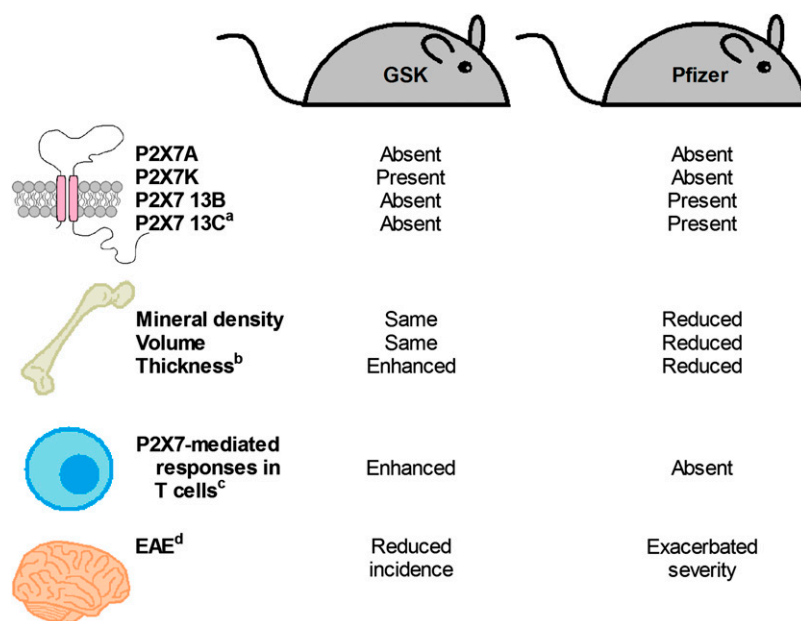 GSK Pfizer
P2X7A Absent Absent
P2X7K Present Absent
P2X7 13B Absent Present
P2X7 13Cᵃ Absent Present
Mineral density Same Reduced
Volume Same Reduced
Thicknessᵇ Enhanced Reduced
P2X7-mediated
responses in Enhanced Absent
T cellsᶜ
EAEᵈ Reduced Exacerbated
incidence severity